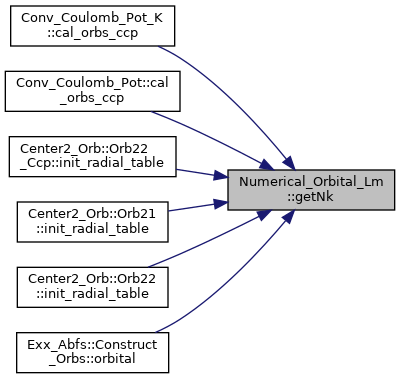 Conv_Coulomb_Pot_K
::cal_orbs_ccp
Conv_Coulomb_Pot::cal
_orbs_ccp
Center2_Orb::Orb22
_Ccp::init_radial_table
Numerical_Orbital_Lm
::getNk
Center2_Orb::Orb21
::init_radial_table
Center2_Orb::Orb22
::init_radial_table
Exx_Abfs::Construct
_Orbs::orbital